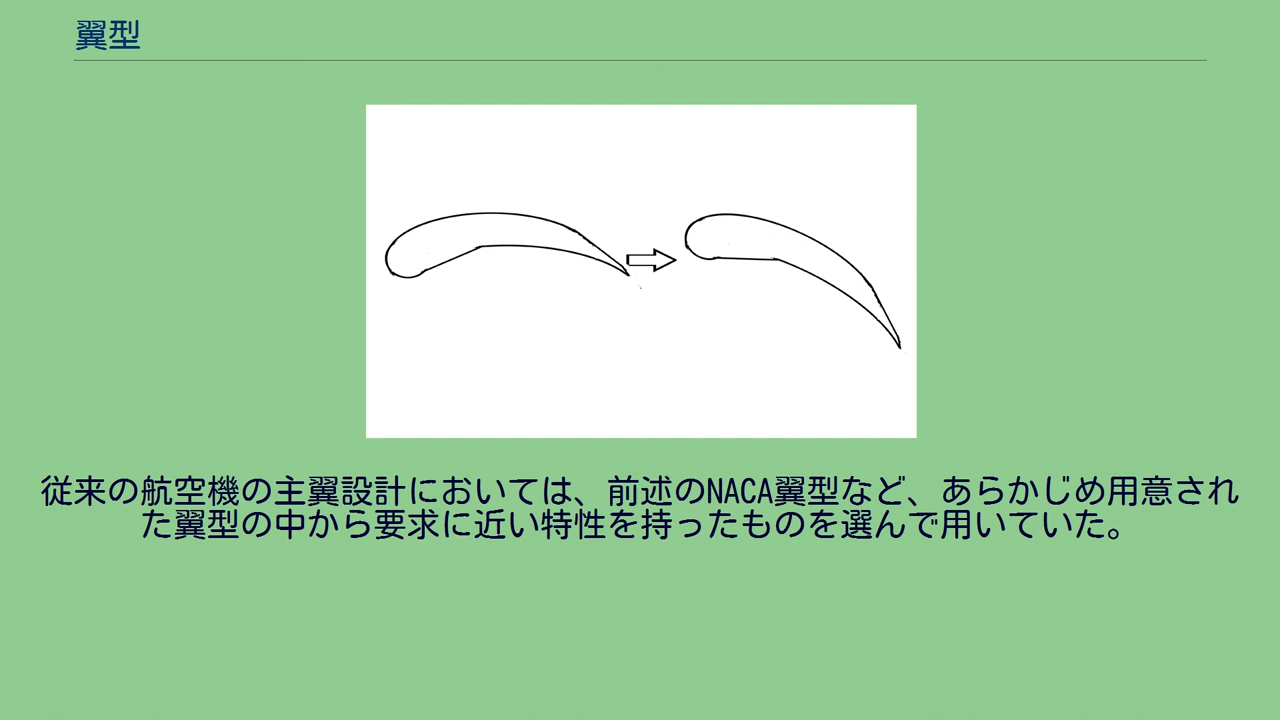 翼型
従来の航空機の主翼設計においては、前述のNACA翼型など、あらかじめ用意され
た翼型の中から要求に近い特性を持ったものを選んで用いていた。